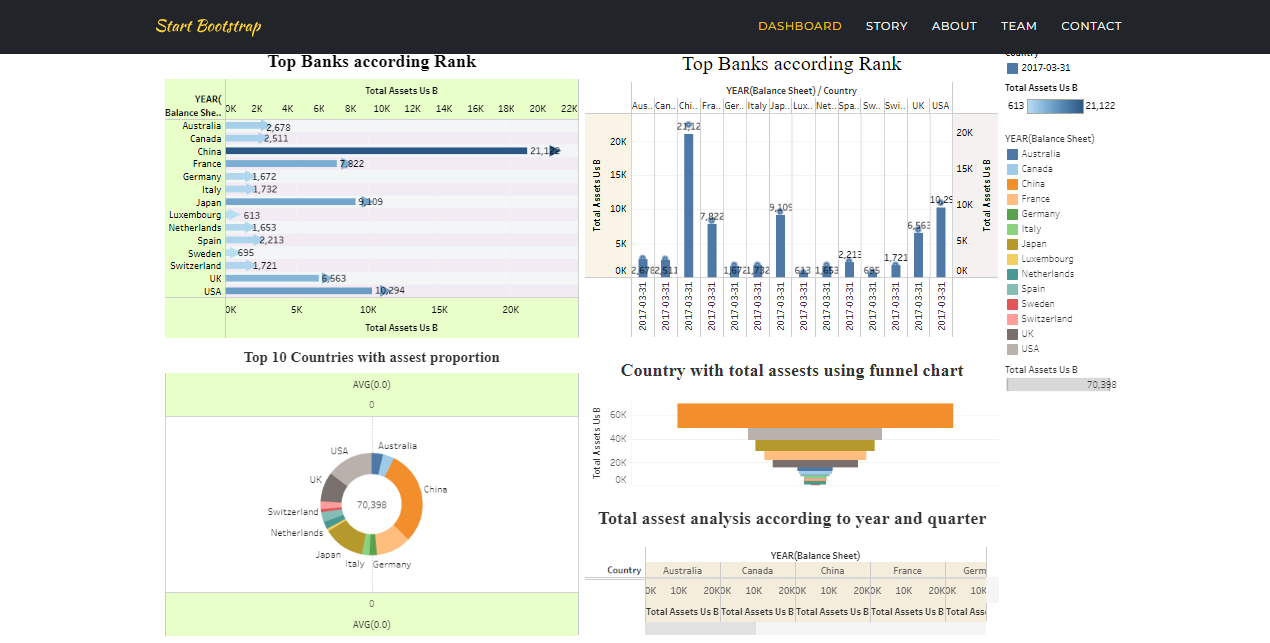 Start Bootstrap
DASHBOARD STORY ABOUT TEAM CONTACT
Top Banks according Rank
YEAR(
Balance She..
Total Assets Us B
0K 2K 4K 6K 8K 10K 12K 14K 16K 18K 20K 22K
Australia 2,678
Canada 2,511
China 21,122
France 7,822
Germany 1,672
Italy 1,732
Japan 9,109
Luxembourg 613
Netherlands 1,653
Spain 2,213
Sweden 695
Switzerland 1,721
UK 6,563
USA 10,294
0K 5K 10K 15K 20K
Total Assets Us B
Top Banks according Rank
YEAR(Balance Sheet) / Country
Aus.. Can.. Chi.. Fra.. Ger.. Italy Jap.. Lux.. Net.. Spa.. Sw.. Swi.. UK USA
Total Assets Us B
20K
15K
10K
5K
0K
2,678 2,511 21,12 7,822 1,672 1,732 9,109 613 1,653 2,213 695 1,721 6,563 10,29
20K
15K
10K
5K
0K
Total Assets Us B
2017-03-31 2017-03-31 2017-03-31 2017-03-31 2017-03-31 2017-03-31 2017-03-31 2017-03-31 2017-03-31 2017-03-31 2017-03-31 2017-03-31 2017-03-31 2017-03-31
Country
2017-03-31
Total Assets Us B
613 21,122
YEAR(Balance Sheet)
Australia
Canada
China
France
Germany
Italy
Japan
Luxembourg
Netherlands
Spain
Sweden
Switzerland
UK
USA
Total Assets Us B
70,398
Top 10 Countries with assest proportion
AVG(0.0)
0
USA
Australia
UK
China
70,398
Switzerland
Netherlands
Japan
Italy
Germany
0
AVG(0.0)
Country with total assests using funnel chart
Total Assets Us B
60K
40K
20K
0K
Total assest analysis according to year and quarter
YEAR(Balance Sheet)
Country Australia Canada China France Germ
0K 10K 20K 0K 10K 20K 0K 10K 20K 0K 10K 20K 0K 10K
Total Assets Us B Total Assets Us B Total Assets Us B Total Assets Us B Total Ass